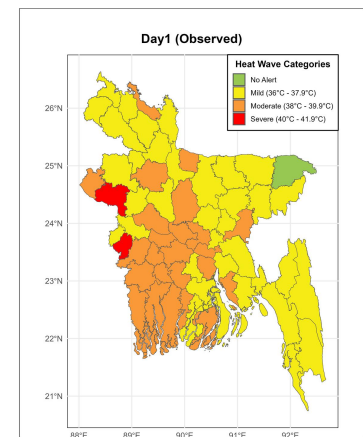 Day1 (Observed)
Heat Wave Categories
No Alert
Mild (36°C - 37.9°C)
Moderate (38°C - 39.9°C)
Severe (40°C - 41.9°C)
26°N
25°N
24°N
23°N
22°N
21°N
88°E 89°E 90°E 91°E 92°E